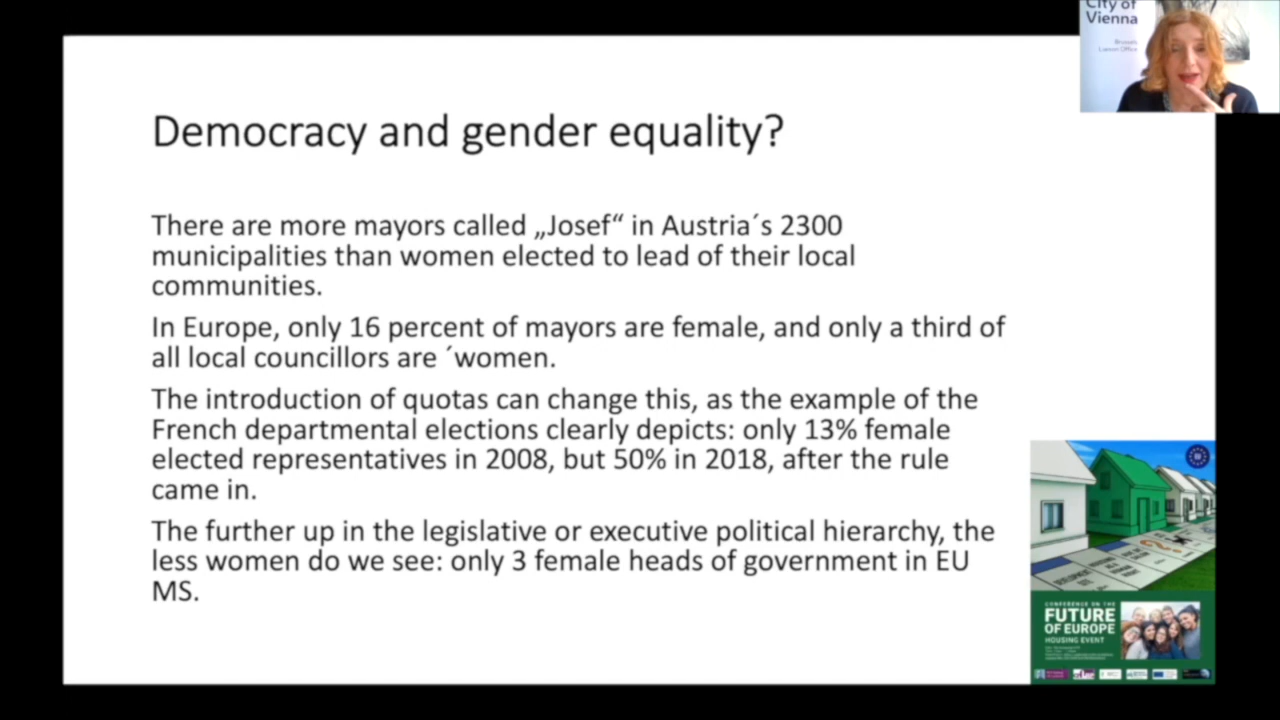 City of
Vienna
Brussels
Liaison Office
Democracy and gender equality?
There are more mayors called „Josef“ in Austria´s 2300
municipalities than women elected to lead of their local
communities.
In Europe, only 16 percent of mayors are female, and only a third of
all local councillors are ´women.
The introduction of quotas can change this, as the example of the
French departmental elections clearly depicts: only 13% female
elected representatives in 2008, but 50% in 2018, after the rule
came in.
The further up in the legislative or executive political hierarchy, the
less women do we see: only 3 female heads of government in EU
MS.
CONFERENCE ON THE
FUTURE
OF EUROPE
HOUSING EVENT